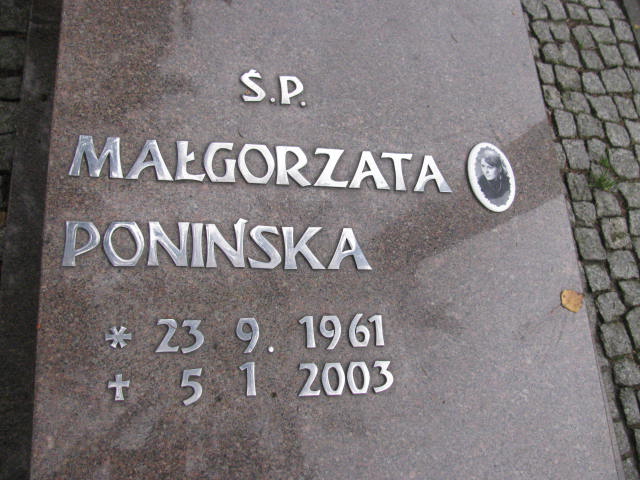 Ś.P.
MAŁGORZATA
PONIŃSKA
* 23 9. 1961
✝ 5 1 2003